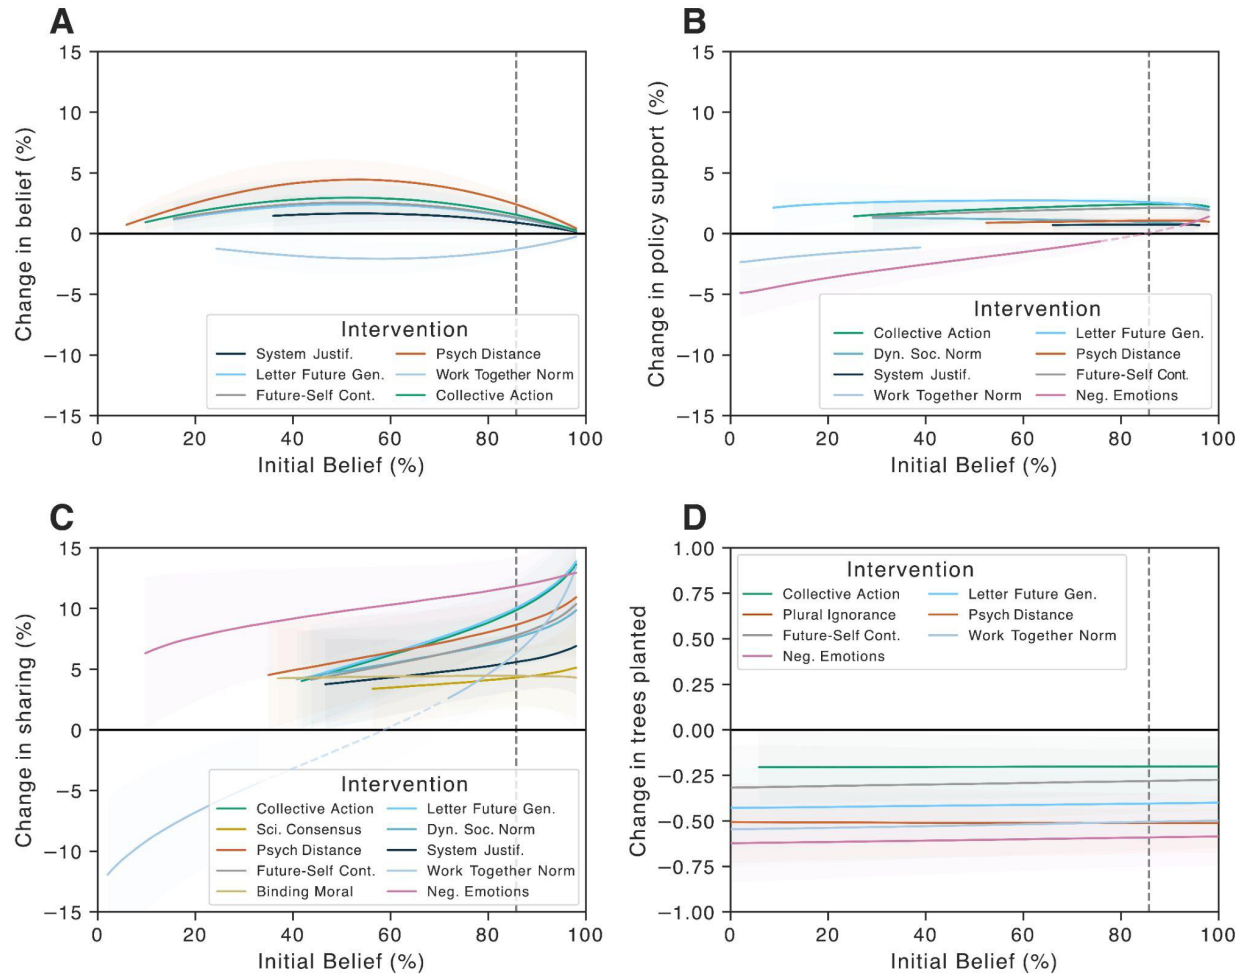 A
Change in belief (%)
15
10
5
0
−5
−10
−15
Intervention
System Justif.
Psych Distance
Letter Future Gen.
Work Together Norm
Future-Self Cont.
Collective Action
0 20 40 60 80 100
Initial Belief (%)
B
Change in policy support (%)
15
10
5
0
−5
−10
−15
Intervention
Collective Action
Letter Future Gen.
Dyn. Soc. Norm
Psych Distance
System Justif.
Future-Self Cont.
Work Together Norm
Neg. Emotions
0 20 40 60 80 100
Initial Belief (%)
C
Change in sharing (%)
15
10
5
0
−5
−10
−15
Intervention
Collective Action
Letter Future Gen.
Sci. Consensus
Dyn. Soc. Norm
Psych Distance
System Justif.
Future-Self Cont.
Work Together Norm
Binding Moral
Neg. Emotions
0 20 40 60 80 100
Initial Belief (%)
D
Change in trees planted
1.00
0.75
0.50
0.25
0.00
−0.25
−0.50
−0.75
−1.00
Intervention
Collective Action
Letter Future Gen.
Plural Ignorance
Psych Distance
Future-Self Cont.
Work Together Norm
Neg. Emotions
0 20 40 60 80 100
Initial Belief (%)